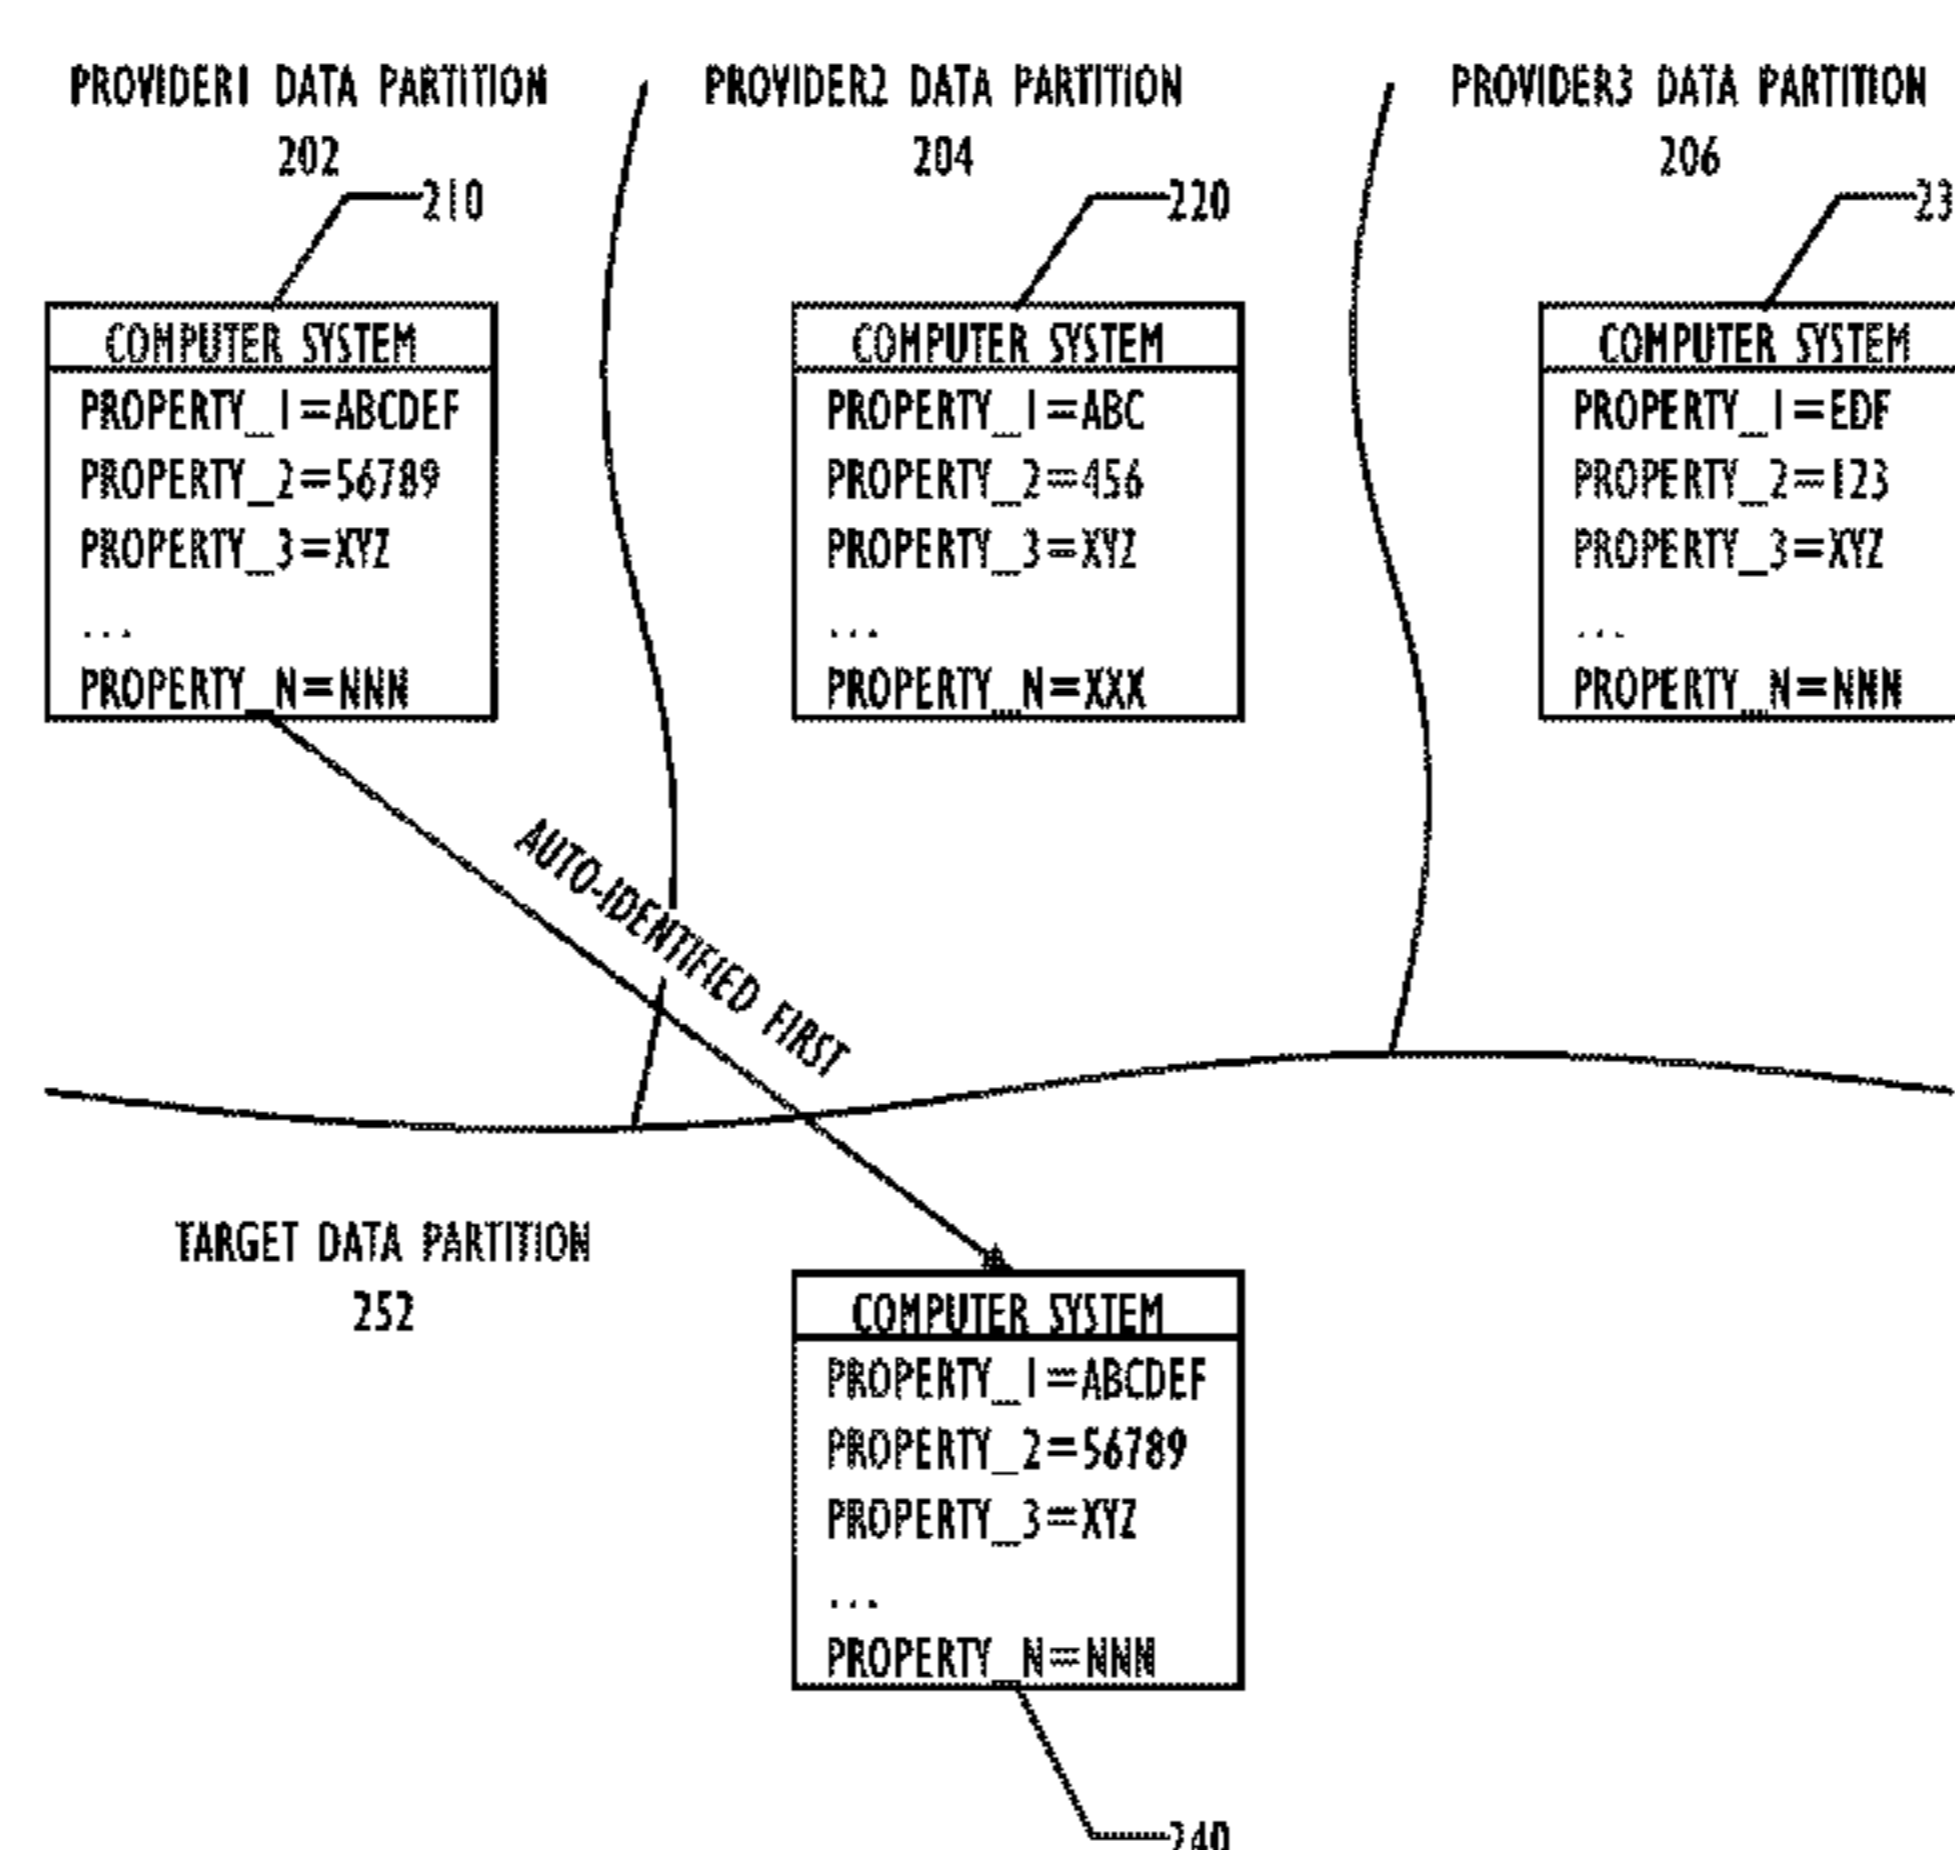 PROVIDER1 DATA PARTITION
202
210
COMPUTER SYSTEM
PROPERTY_1=ABCDEF
PROPERTY_2=56789
PROPERTY_3=XYZ
...
PROPERTY_N=NNN
PROVIDER2 DATA PARTITION
204
220
COMPUTER SYSTEM
PROPERTY_1=ABC
PROPERTY_2=456
PROPERTY_3=XYZ
...
PROPERTY_N=XXX
PROVIDER3 DATA PARTITION
206
23
COMPUTER SYSTEM
PROPERTY_1=EDF
PROPERTY_2=123
PROPERTY_3=XYZ
...
PROPERTY_N=NNN
AUTO-IDENTIFIED FIRST
TARGET DATA PARTITION
252
COMPUTER SYSTEM
PROPERTY_1=ABCDEF
PROPERTY_2=56789
PROPERTY_3=XYZ
...
PROPERTY_N=NNN
240